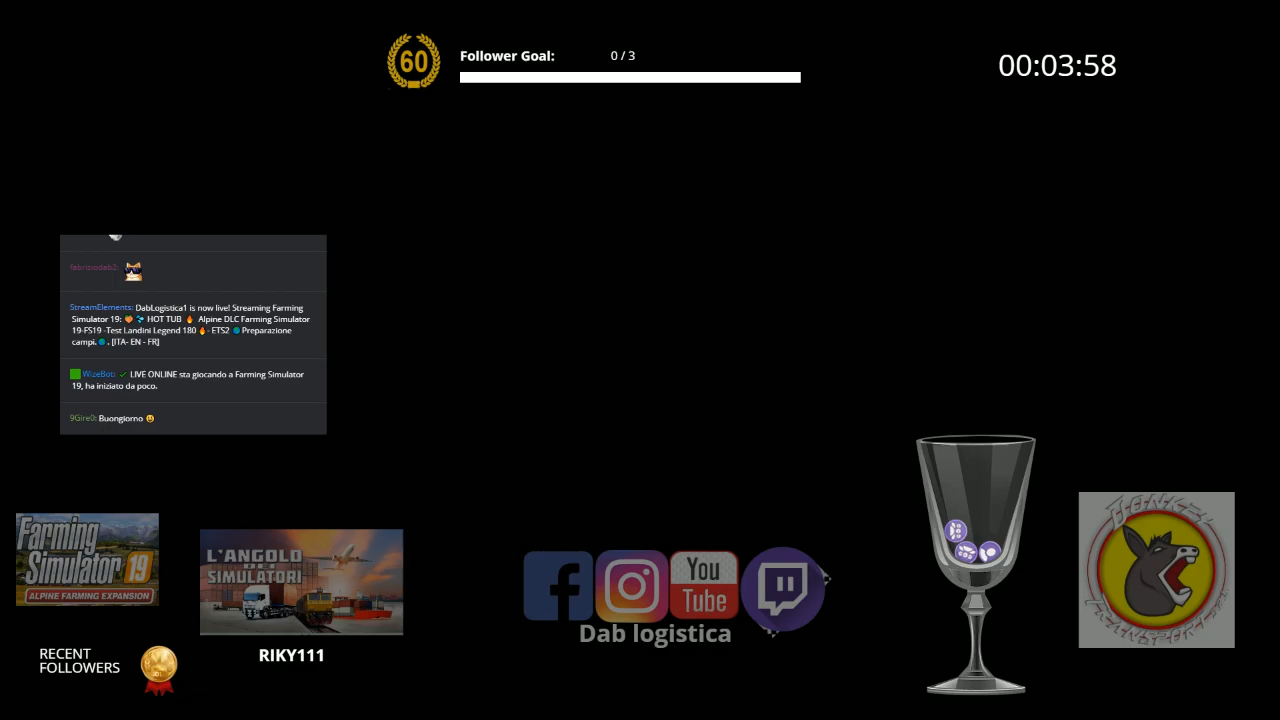 60
Follower Goal:
0 / 3
00:03:58
fabriziodab2:
StreamElements: DabLogistica1 is now live! Streaming Farming
Simulator 19: HOT TUB Alpine DLC Farming Simulator
19-FS19 -Test Landini Legend 180 - ETS2 Preparazione
campi. . [ITA- EN - FR]
WizeBot: LIVE ONLINE sta giocando a Farming Simulator
19, ha iniziato da poco.
9Gire0: Buongiorno
Farming
Simulator 19
ALPINE FARMING EXPANSION
L'ANGOLO
DEI
SIMULATORI
You
Tube
Dab logistica
DONKEY
TRANSPORT
RECENT
FOLLOWERS
RIKY111